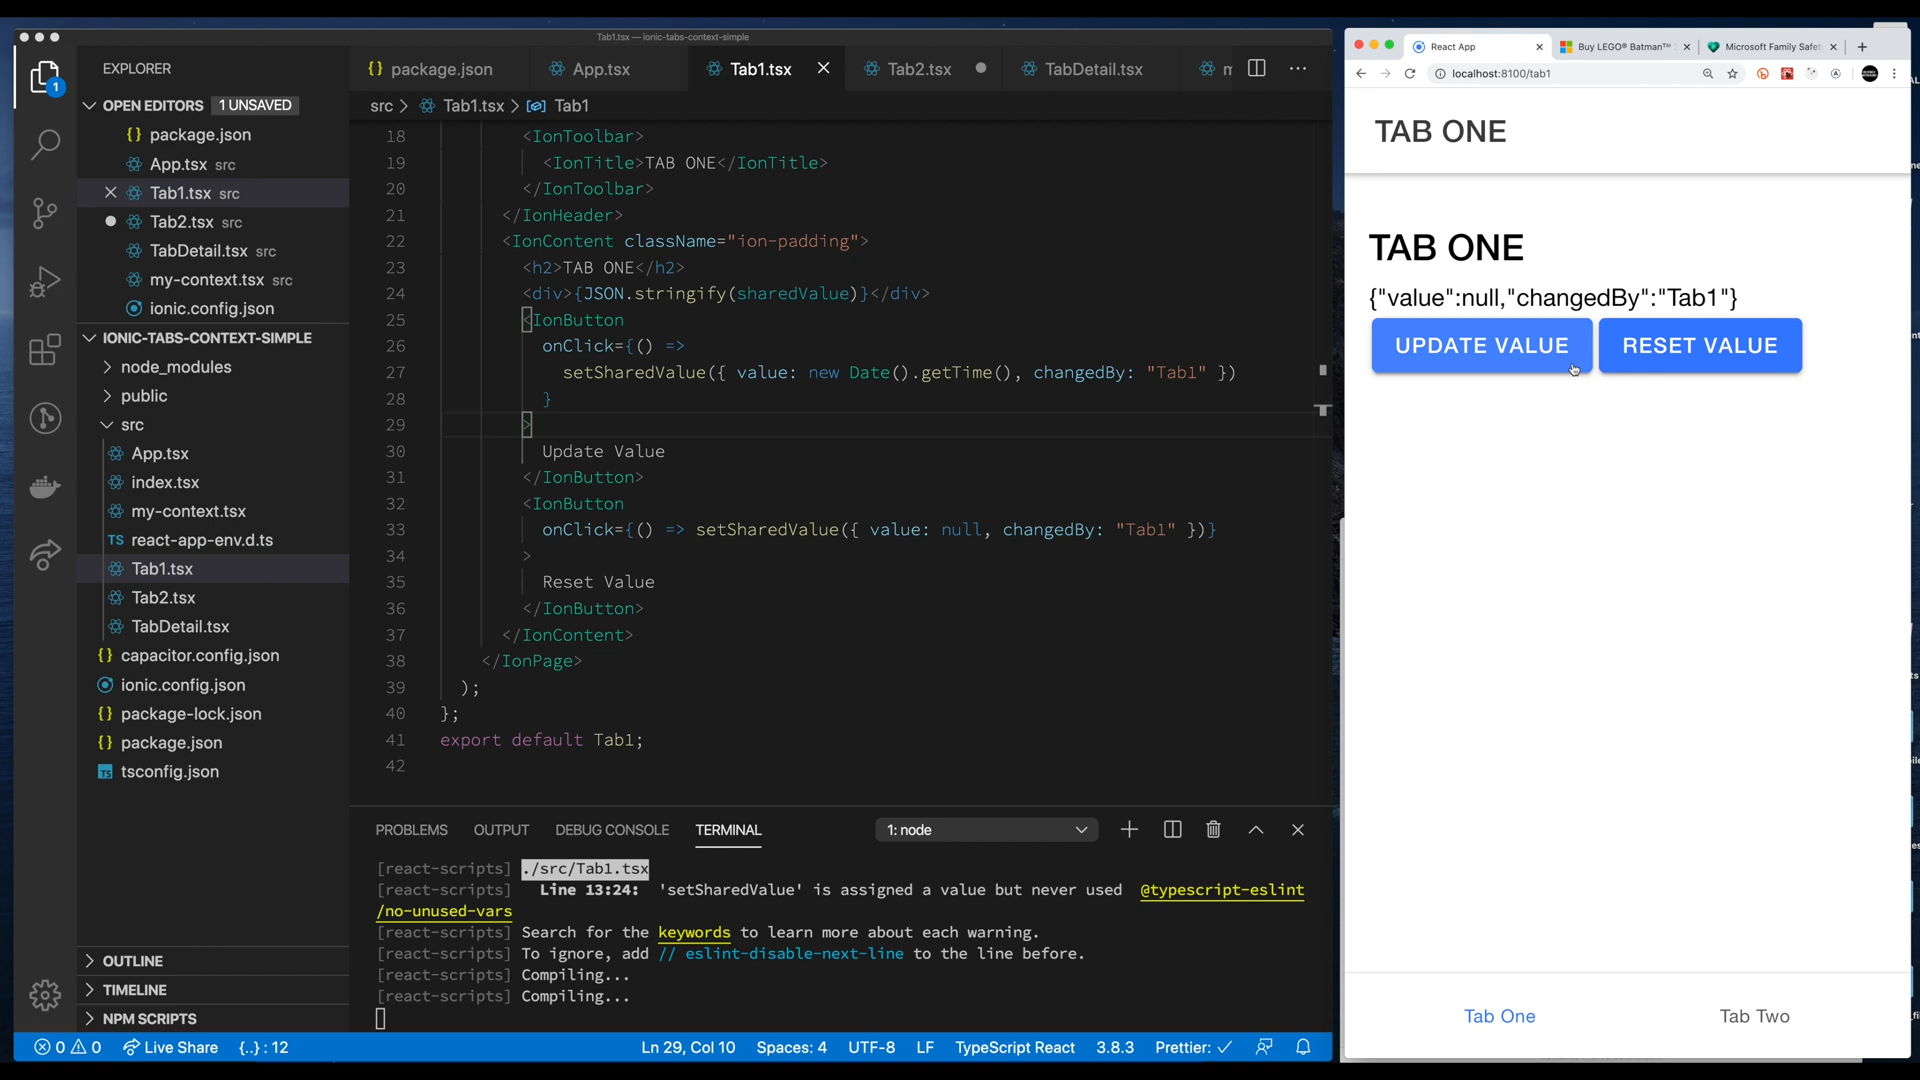 Tab1.tsx — ionic-tabs-context-simple
EXPLORER
OPEN EDITORS 1 UNSAVED
package.json
App.tsx src
Tab1.tsx src
Tab2.tsx src
TabDetail.tsx src
my-context.tsx src
ionic.config.json
IONIC-TABS-CONTEXT-SIMPLE
node_modules
public
src
App.tsx
index.tsx
my-context.tsx
TS react-app-env.d.ts
Tab1.tsx
Tab2.tsx
TabDetail.tsx
{} capacitor.config.json
ionic.config.json
{} package-lock.json
{} package.json
TS tsconfig.json
OUTLINE
TIMELINE
NPM SCRIPTS
1
{} package.json
App.tsx
Tab1.tsx
Tab2.tsx
TabDetail.tsx
src > Tab1.tsx > Tab1
18 <IonToolbar>
19 <IonTitle>TAB ONE</IonTitle>
20 </IonToolbar>
21 </IonHeader>
22 <IonContent className="ion-padding">
23 <h2>TAB ONE</h2>
24 <div>{JSON.stringify(sharedValue)}</div>
25 <IonButton
26 onClick={() =>
27 setSharedValue({ value: new Date().getTime(), changedBy: "Tab1" })
28 }
29 >
30 Update Value
31 </IonButton>
32 <IonButton
33 onClick={() => setSharedValue({ value: null, changedBy: "Tab1" })}
34 >
35 Reset Value
36 </IonButton>
37 </IonContent>
38 </IonPage>
39 );
40 };
41 export default Tab1;
42
PROBLEMS OUTPUT DEBUG CONSOLE TERMINAL 1: node
[react-scripts] ./src/Tab1.tsx
[react-scripts] Line 13:24: 'setSharedValue' is assigned a value but never used @typescript-eslint
/no-unused-vars
[react-scripts] Search for the keywords to learn more about each warning.
[react-scripts] To ignore, add // eslint-disable-next-line to the line before.
[react-scripts] Compiling...
[react-scripts] Compiling...
0 0 Live Share {..} : 12 Ln 29, Col 10 Spaces: 4 UTF-8 LF TypeScript React 3.8.3 Prettier: ✓
React App
Buy LEGO® Batman™
Microsoft Family Safet
localhost:8100/tab1
TAB ONE
TAB ONE
{"value":null,"changedBy":"Tab1"}
UPDATE VALUE RESET VALUE
Tab One Tab Two